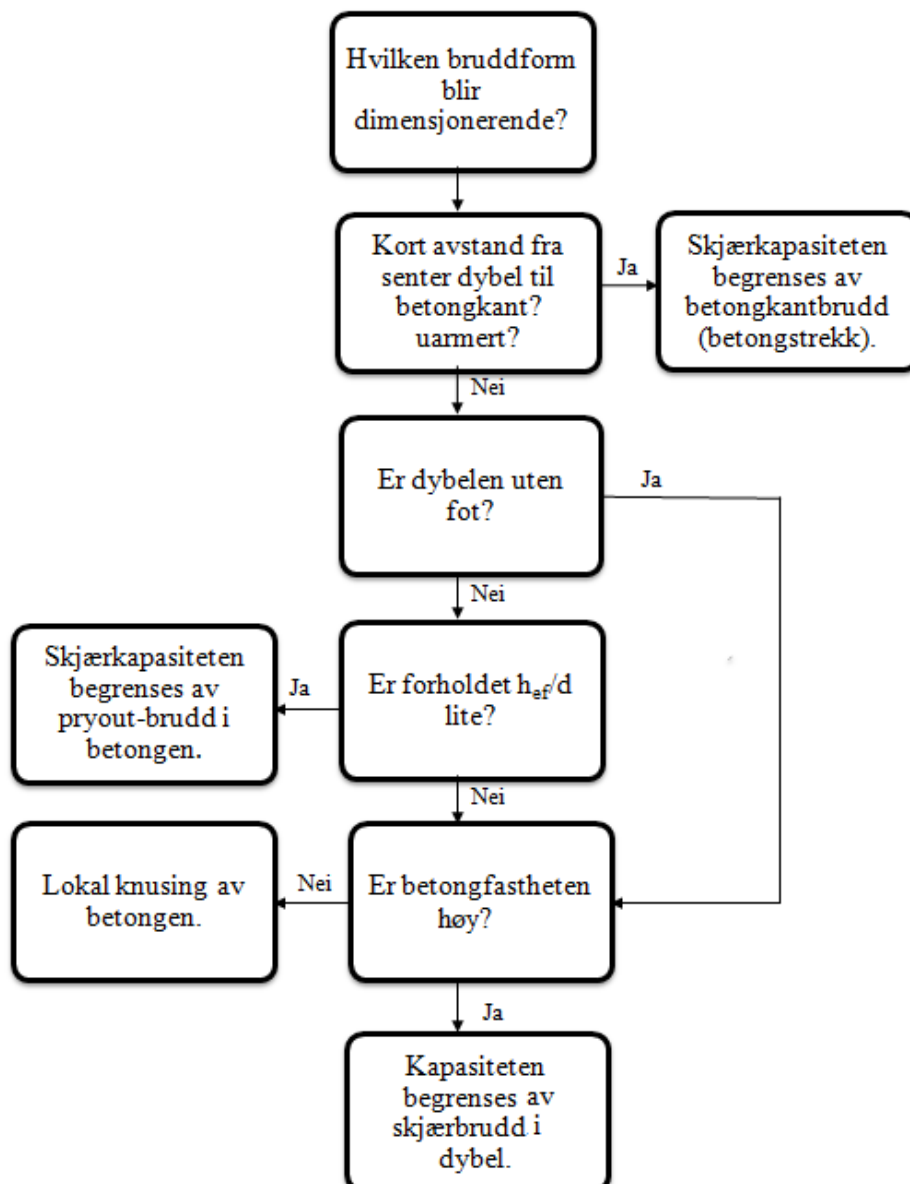 Hvilken bruddform
blir
dimensjonerende?
Kort avstand fra
senter dybel til
betongkant?
uarmert?
Ja
Skjærkapasiteten
begrenses av
betongkantbrudd
(betongstrekk).
Nei
Er dybelen uten
fot?
Ja
Nei
Er forholdet hef/d
lite?
Ja
Skjærkapasiteten
begrenses av
pryout-brudd i
betongen.
Nei
Er betongfastheten
høy?
Nei
Lokal knusing av
betongen.
Ja
Kapasiteten
begrenses av
skjærbrudd i
dybel.